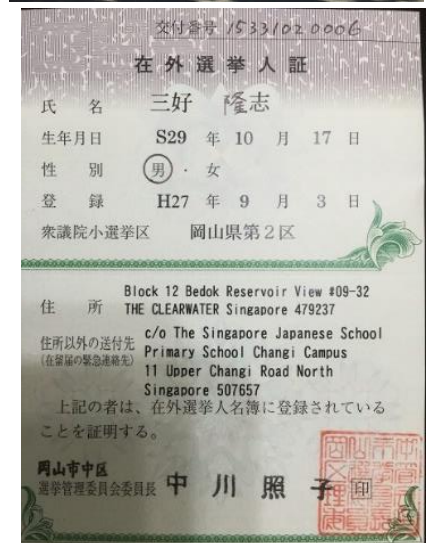 交付番号 15331020006
在外選挙人証
氏 名 三好 隆志
生年月日 S29 年 10 月 17 日
性 別 男・女
登 録 H27 年 9 月 3 日
衆議院小選挙区 岡山県第2区
住 所 Block 12 Bedok Reservoir View #09-32
THE CLEARWATER Singapore 479237
住所以外の送付先 c/o The Singapore Japanese School
(在留届の緊急連絡先) Primary School Changi Campus
11 Upper Changi Road North
Singapore 507657
上記の者は、在外選挙人名簿に登録されている
ことを証明する。
岡山市中区
選挙管理委員会委員長 中川照子 印